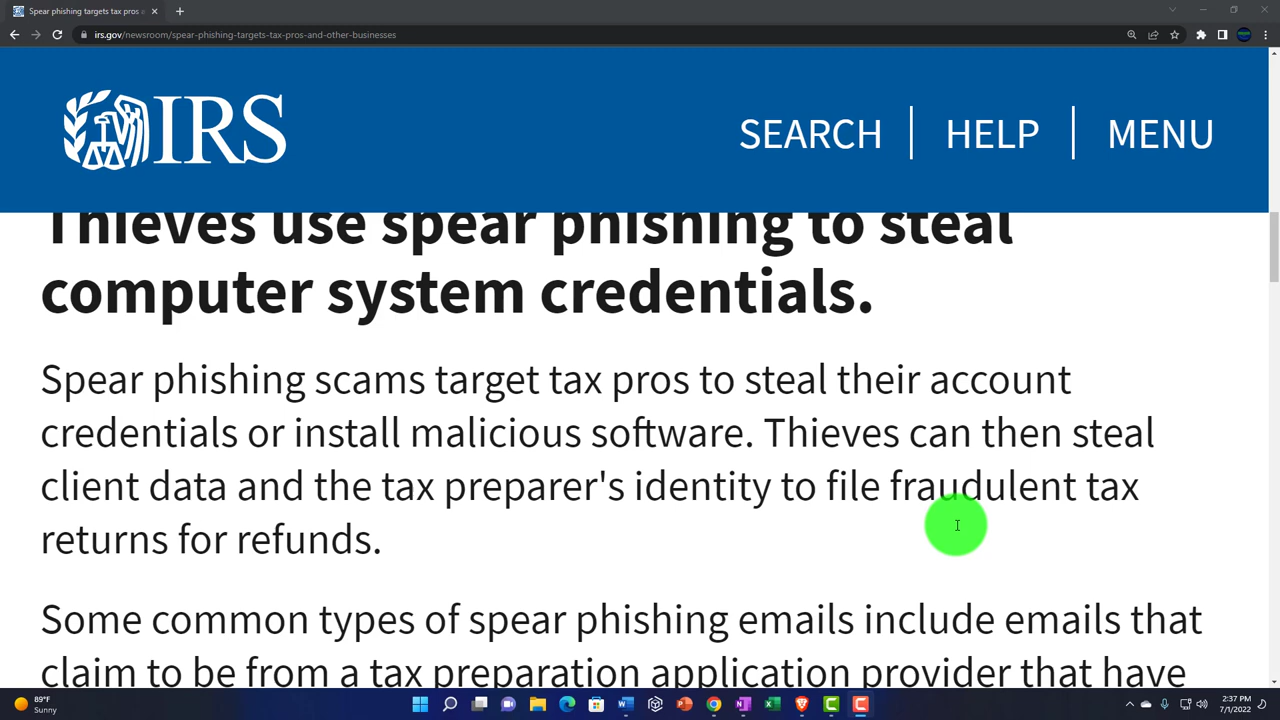 Spear phishing targets tax pros
irs.gov/newsroom/spear-phishing-targets-tax-pros-and-other-businesses
IRS
SEARCH
HELP
MENU
Thieves use spear phishing to steal
computer system credentials.
Spear phishing scams target tax pros to steal their account
credentials or install malicious software. Thieves can then steal
client data and the tax preparer's identity to file fraudulent tax
returns for refunds.
Some common types of spear phishing emails include emails that
claim to be from a tax preparation application provider that have
89°F
Sunny
2:37 PM
7/1/2022